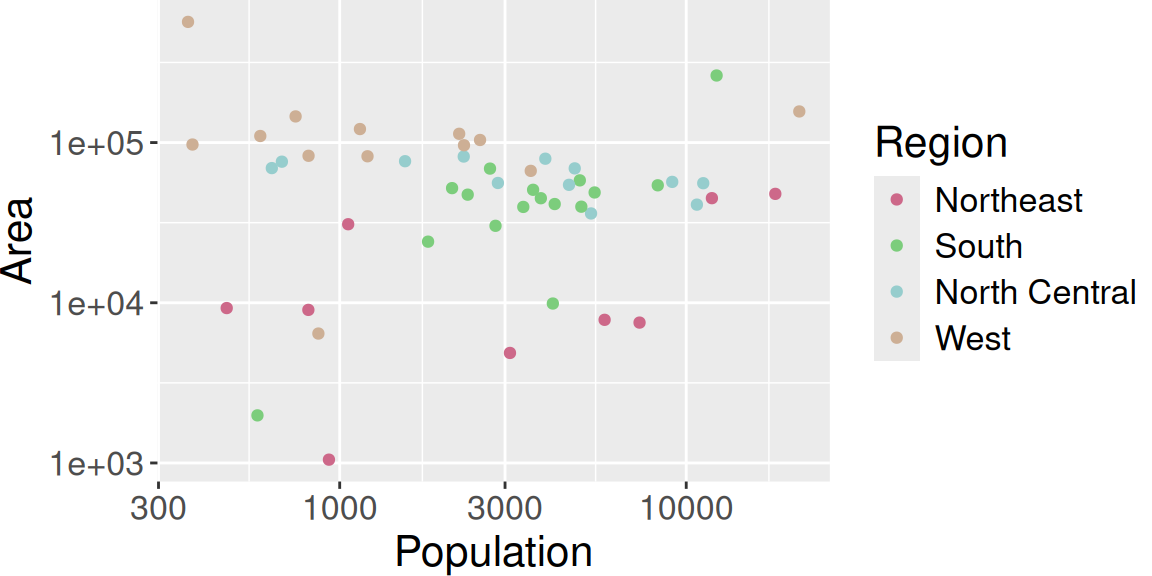 1e+05
1e+04
1e+03
Area
300 1000 3000 10000
Population
Region
Northeast
South
North Central
West